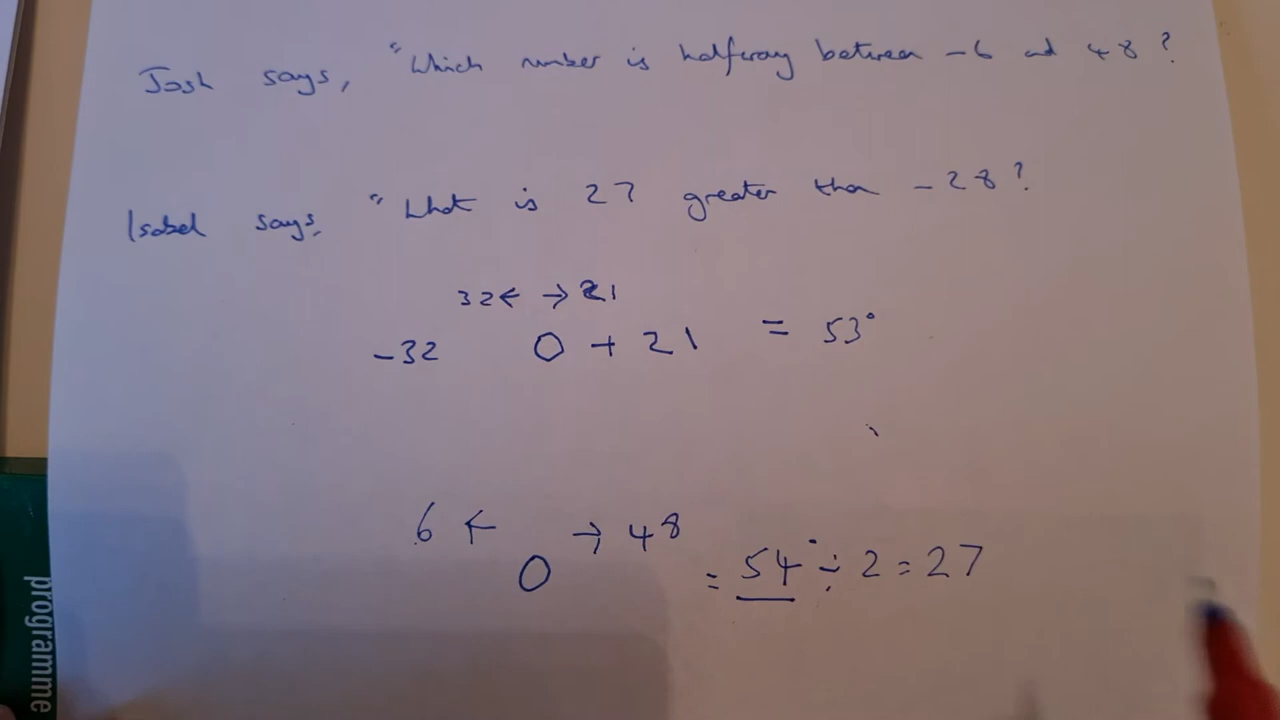 Josh says, "Which number is halfway between -6 and 48?
Isabel says, "What is 27 greater than -28?
32← →21
-32 0 + 21 = 53°
6 ← → 48
0 = 54° ÷ 2 = 27
programme